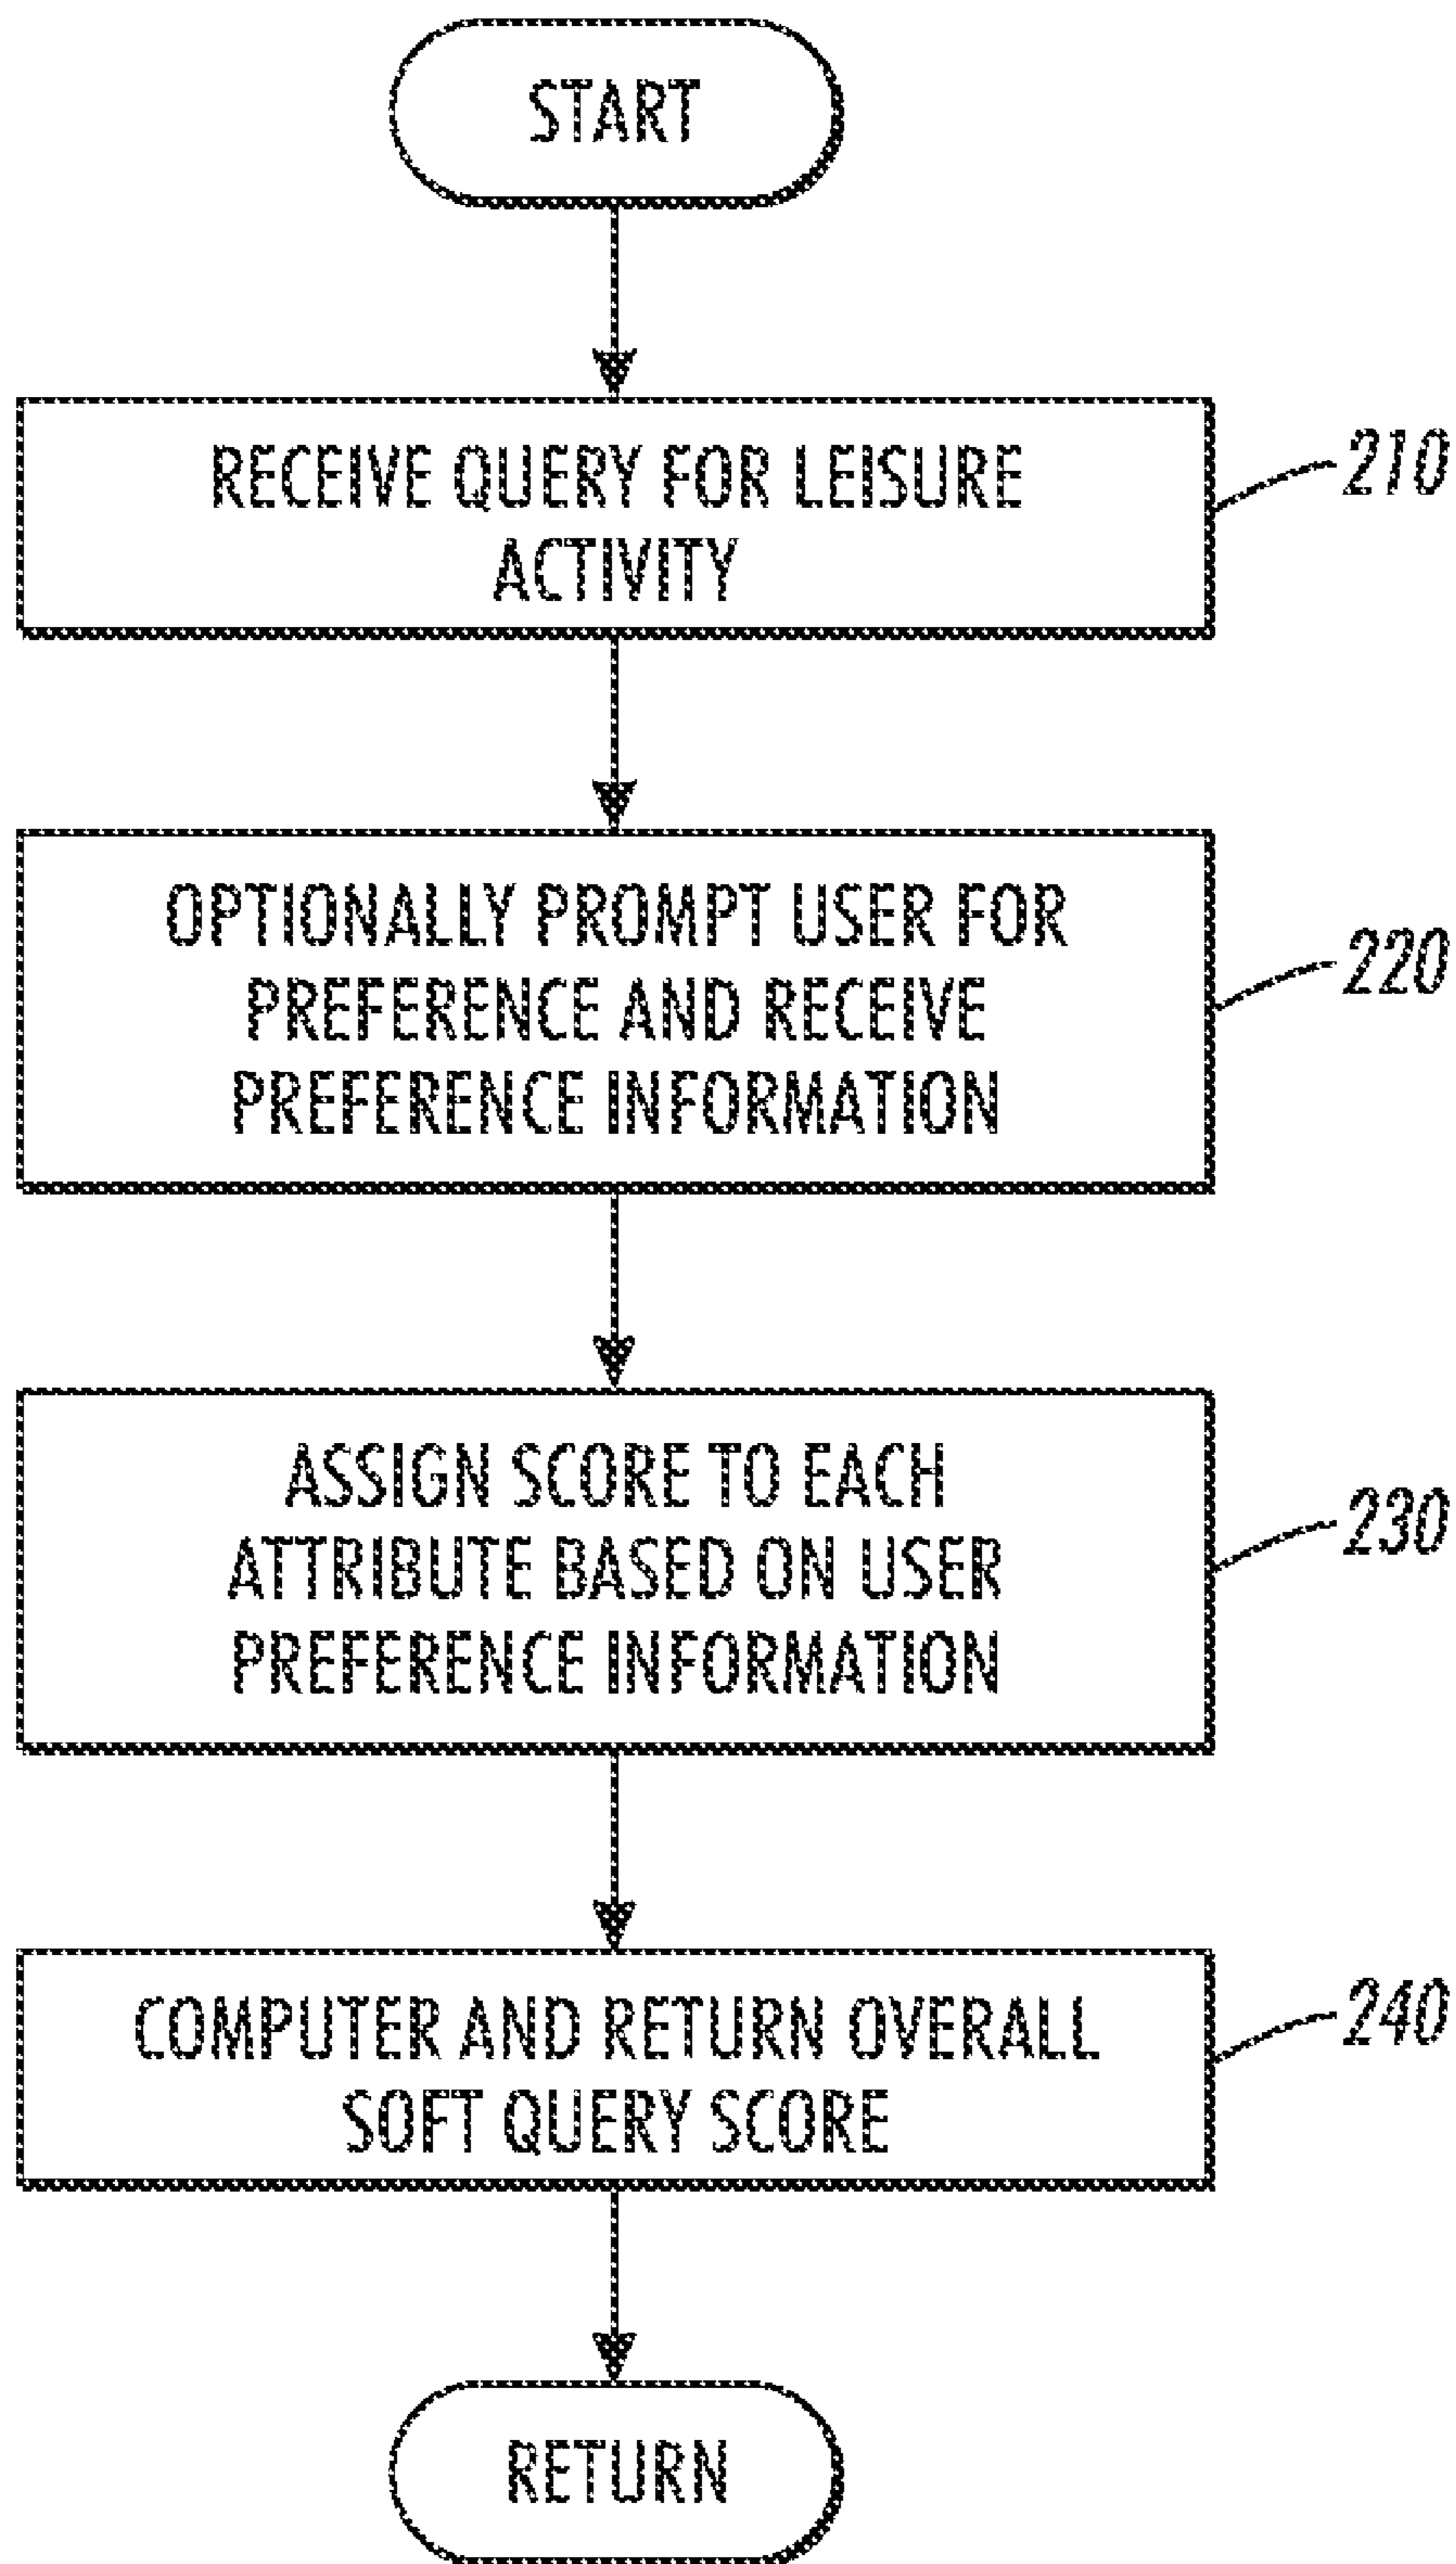 START
RECEIVE QUERY FOR LEISURE
ACTIVITY
210
OPTIONALLY PROMPT USER FOR
PREFERENCE AND RECEIVE
PREFERENCE INFORMATION
220
ASSIGN SCORE TO EACH
ATTRIBUTE BASED ON USER
PREFERENCE INFORMATION
230
COMPUTER AND RETURN OVERALL
SOFT QUERY SCORE
240
RETURN